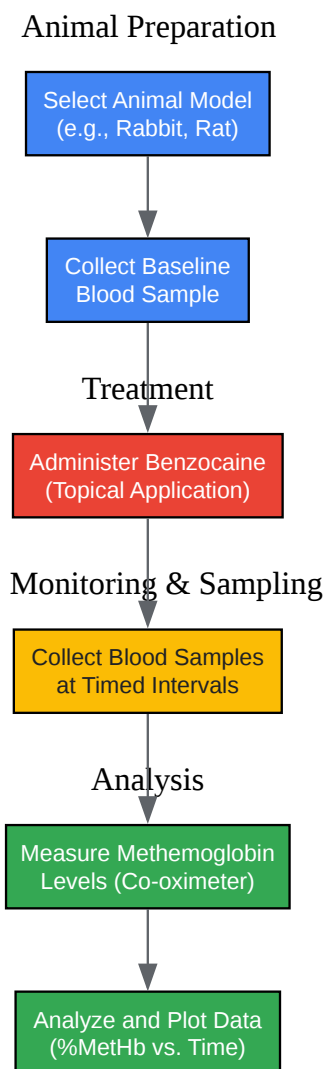 Animal Preparation
Select Animal Model
(e.g., Rabbit, Rat)
Collect Baseline
Blood Sample
Treatment
Administer Benzocaine
(Topical Application)
Monitoring & Sampling
Collect Blood Samples
at Timed Intervals
Analysis
Measure Methemoglobin
Levels (Co-oximeter)
Analyze and Plot Data
(%MetHb vs. Time)